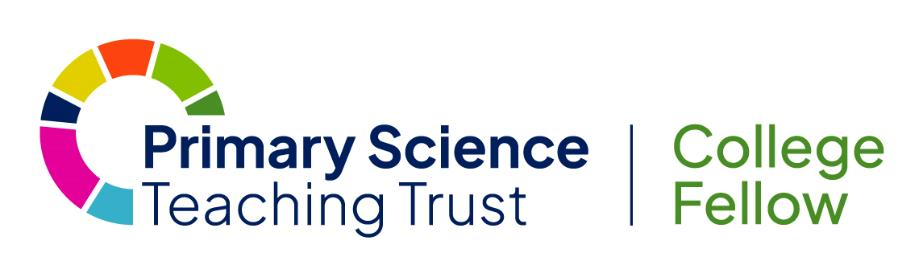 Primary Science
Teaching Trust
College
Fellow